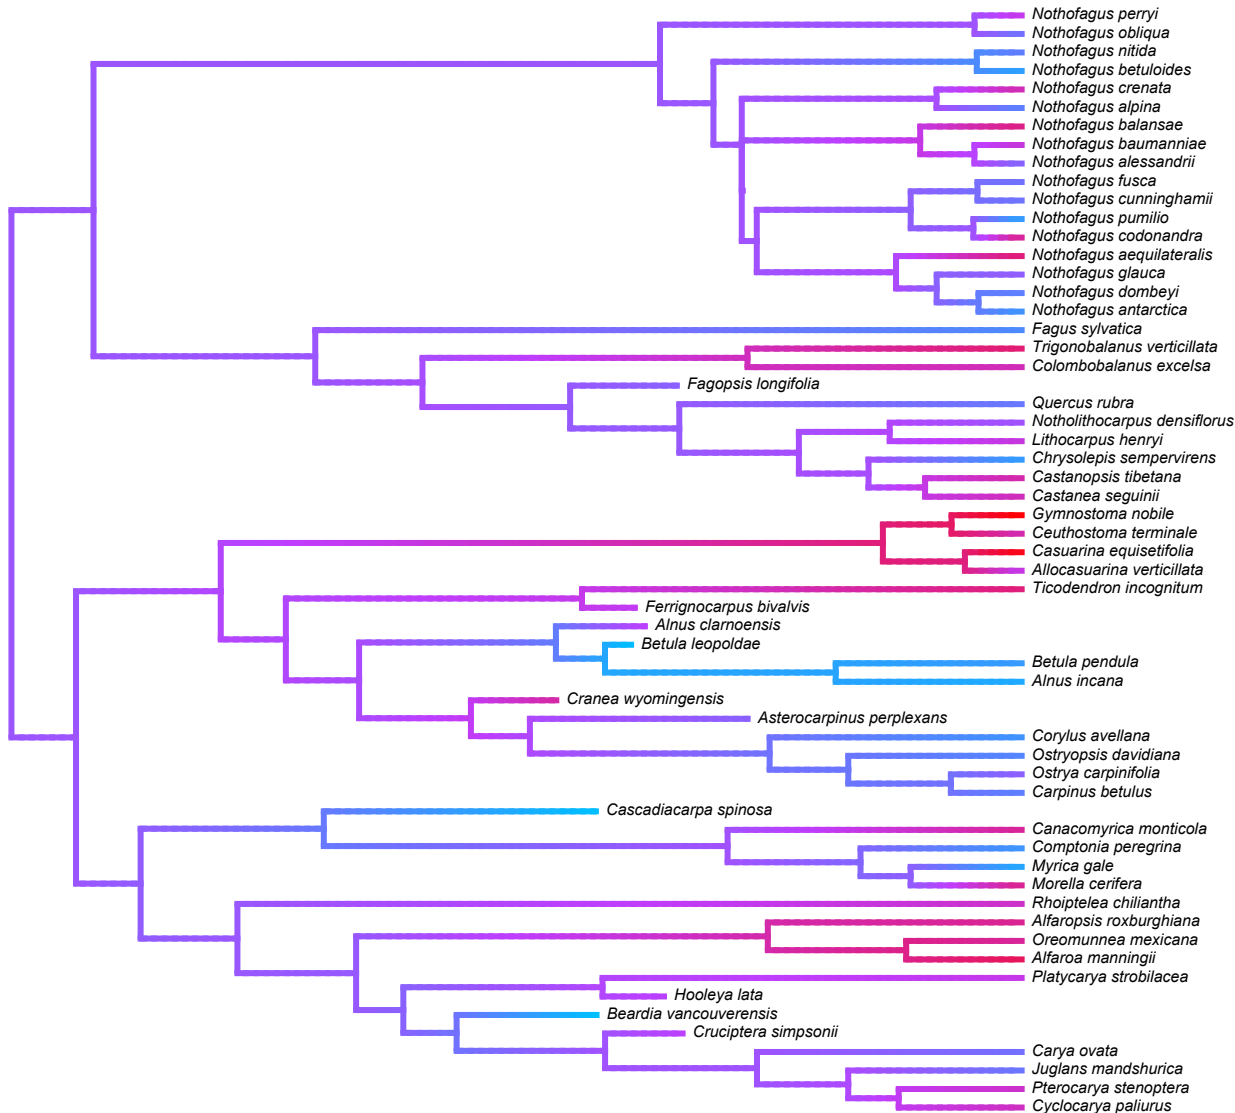 Nothofagus perryi
Nothofagus obliqua
Nothofagus nitida
Nothofagus betuloides
Nothofagus crenata
Nothofagus alpina
Nothofagus balansae
Nothofagus baumanniae
Nothofagus alessandrii
Nothofagus fusca
Nothofagus cunninghamii
Nothofagus pumilio
Nothofagus codonandra
Nothofagus aequilateralis
Nothofagus glauca
Nothofagus dombeyi
Nothofagus antarctica
Fagus sylvatica
Trigonobalanus verticillata
Colombobalanus excelsa
Fagopsis longifolia
Quercus rubra
Notholithocarpus densiflorus
Lithocarpus henryi
Chrysolepis sempervirens
Castanopsis tibetana
Castanea seguinii
Gymnostoma nobile
Ceuthostoma terminale
Casuarina equisetifolia
Allocasuarina verticillata
Ticodendron incognitum
Ferrignocarpus bivalvis
Alnus clarnoensis
Betula leopoldae
Betula pendula
Alnus incana
Cranea wyomingensis
Asterocarpinus perplexans
Corylus avellana
Ostryopsis davidiana
Ostrya carpinifolia
Carpinus betulus
Cascadiacarpa spinosa
Canacomyrica monticola
Comptonia peregrina
Myrica gale
Morella cerifera
Rhoiptelea chiliantha
Alfaropsis roxburghiana
Oreomunnea mexicana
Alfaroa manningii
Platycarya strobilacea
Hooleya lata
Beardia vancouverensis
Cruciptera simpsonii
Carya ovata
Juglans mandshurica
Pterocarya stenoptera
Cyclocarya paliurus